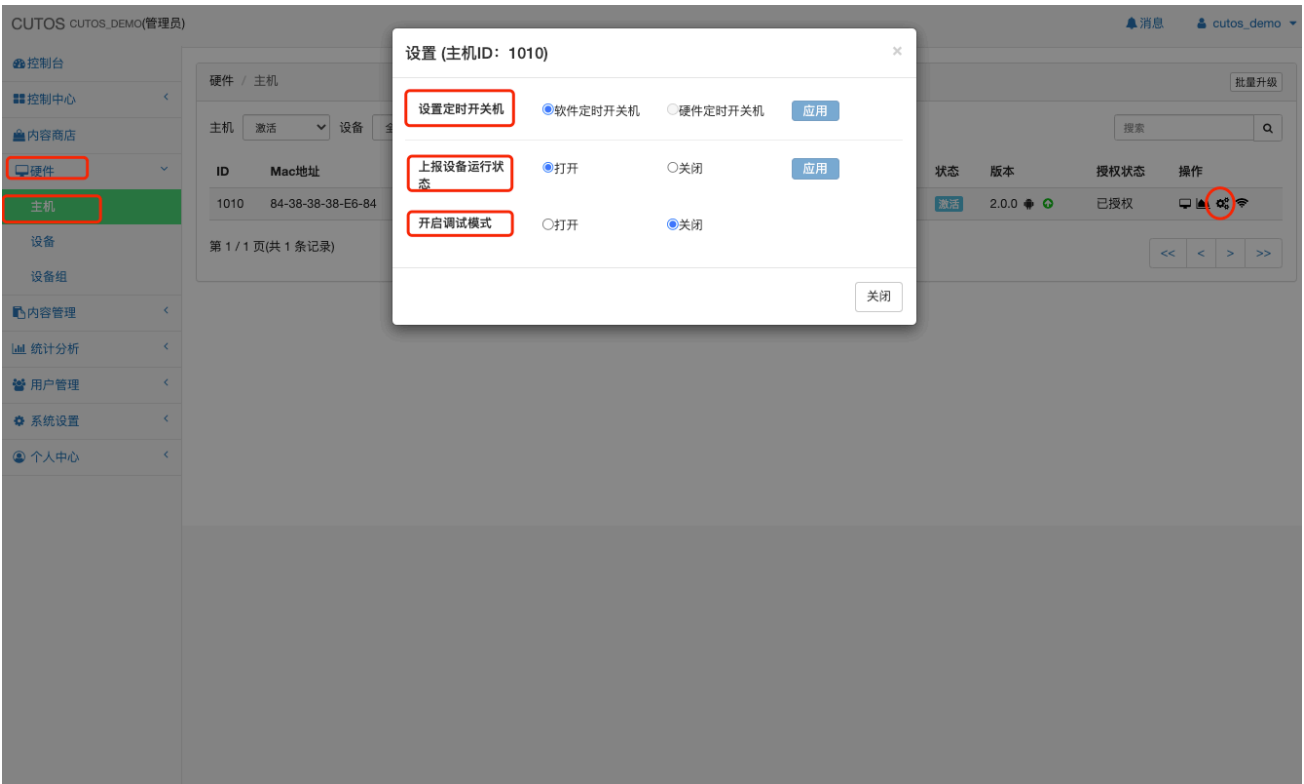 CUTOS CUTOS_DEMO(管理员)
消息
cutos_demo
控制台
控制中心
内容商店
硬件
主机
设备
设备组
内容管理
统计分析
用户管理
系统设置
个人中心
硬件 / 主机
批量升级
主机 激活 设备
搜索
ID Mac地址 状态 版本 授权状态 操作
1010 84-38-38-38-E6-84 激活 2.0.0 已授权
第 1 / 1 页(共 1 条记录)
<< < > >>
设置 (主机ID：1010) ×
设置定时开关机 软件定时开关机 硬件定时开关机 应用
上报设备运行状
态
打开 关闭 应用
开启调试模式 打开 关闭
关闭